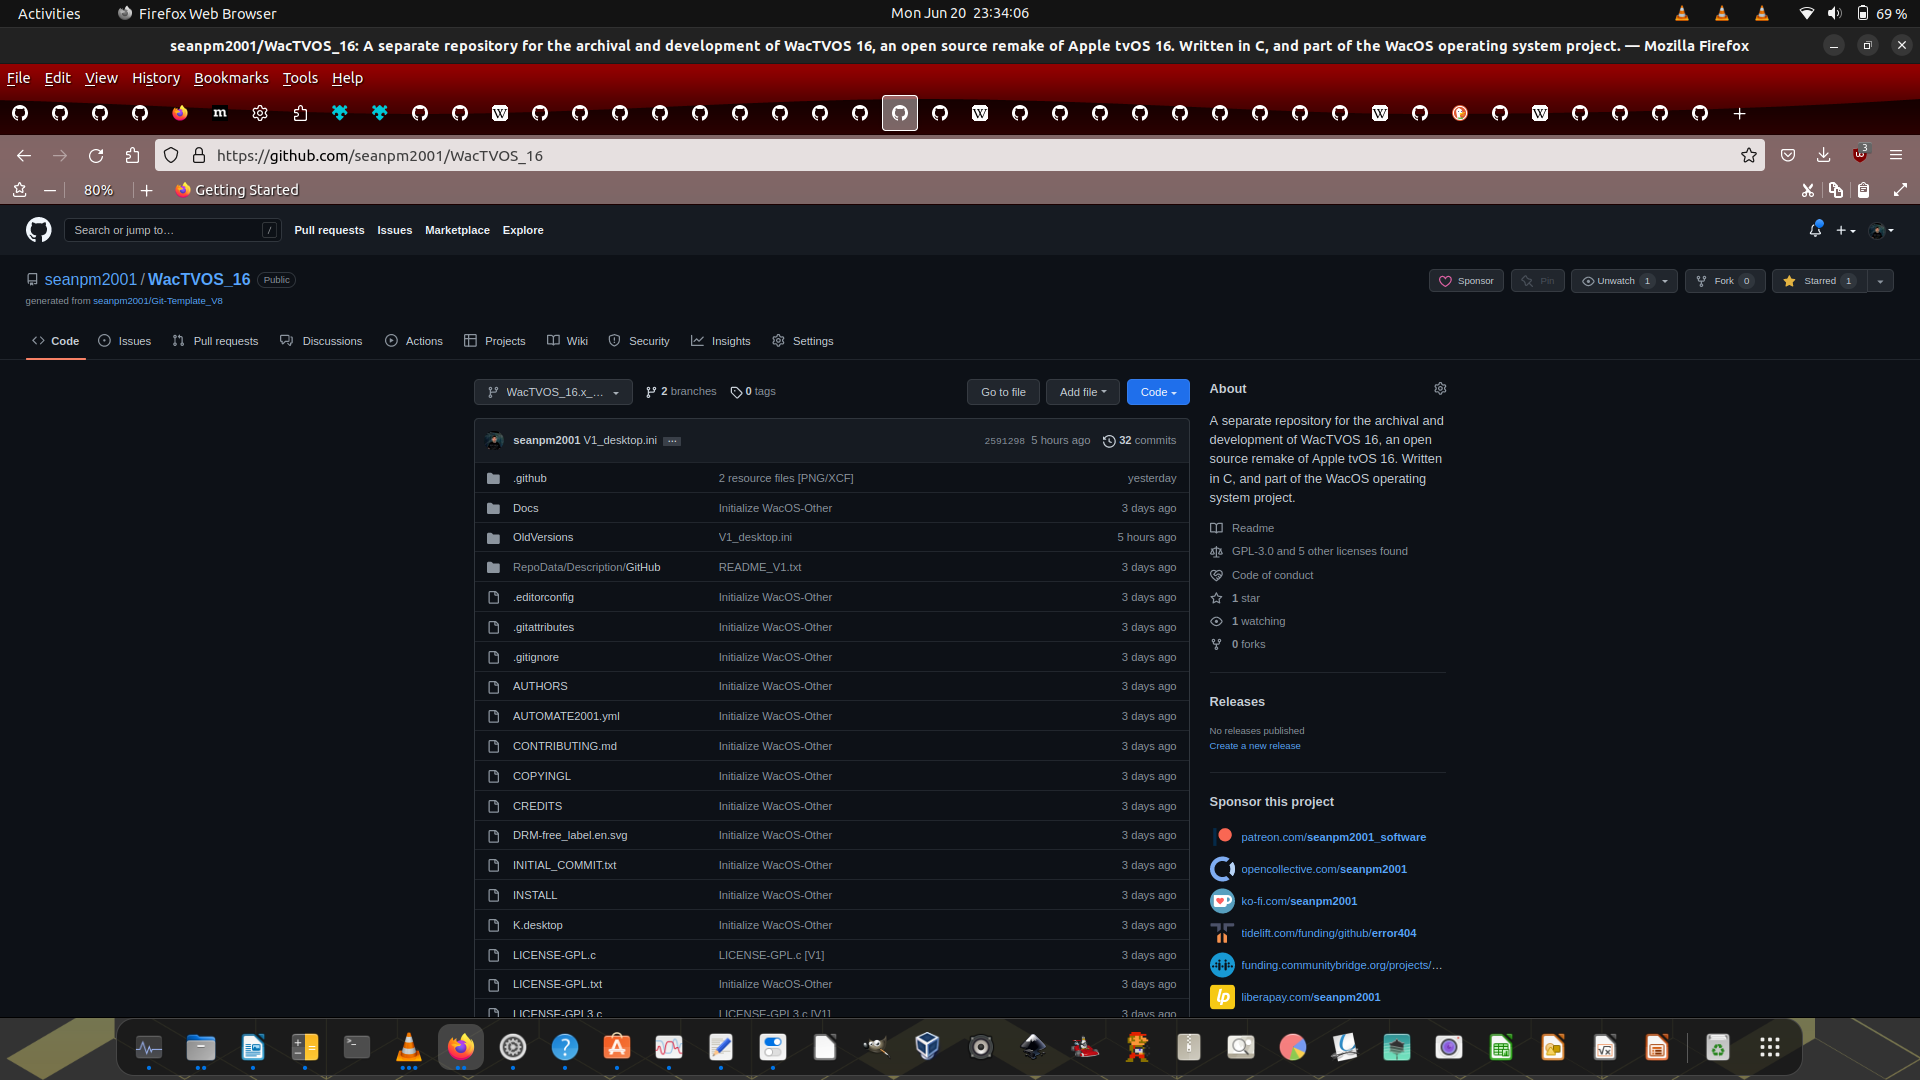 Activities Firefox Web Browser Mon Jun 20 23:34:06 69 %
seanpm2001/WacTVOS_16: A separate repository for the archival and development of WacTVOS 16, an open source remake of Apple tvOS 16. Written in C, and part of the WacOS operating system project. — Mozilla Firefox
File Edit View History Bookmarks Tools Help
https://github.com/seanpm2001/WacTVOS_16 3
80% Getting Started
Search or jump to… / Pull requests Issues Marketplace Explore
seanpm2001 / WacTVOS_16 Public Sponsor Pin Unwatch 1 Fork 0 Starred 1
generated from seanpm2001/Git-Template_V8
Code Issues Pull requests Discussions Actions Projects Wiki Security Insights Settings
WacTVOS_16.x_... 2 branches 0 tags Go to file Add file Code
seanpm2001 V1_desktop.ini ... 2591298 5 hours ago 32 commits
.github 2 resource files [PNG/XCF] yesterday
Docs Initialize WacOS-Other 3 days ago
OldVersions V1_desktop.ini 5 hours ago
RepoData/Description/GitHub README_V1.txt 3 days ago
.editorconfig Initialize WacOS-Other 3 days ago
.gitattributes Initialize WacOS-Other 3 days ago
.gitignore Initialize WacOS-Other 3 days ago
AUTHORS Initialize WacOS-Other 3 days ago
AUTOMATE2001.yml Initialize WacOS-Other 3 days ago
CONTRIBUTING.md Initialize WacOS-Other 3 days ago
COPYINGL Initialize WacOS-Other 3 days ago
CREDITS Initialize WacOS-Other 3 days ago
DRM-free_label.en.svg Initialize WacOS-Other 3 days ago
INITIAL_COMMIT.txt Initialize WacOS-Other 3 days ago
INSTALL Initialize WacOS-Other 3 days ago
K.desktop Initialize WacOS-Other 3 days ago
LICENSE-GPL.c LICENSE-GPL.c [V1] 3 days ago
LICENSE-GPL.txt Initialize WacOS-Other 3 days ago
LICENSE-GPL3.c LICENSE-GPL3.c [V1] 3 days ago
About
A separate repository for the archival and
development of WacTVOS 16, an open
source remake of Apple tvOS 16. Written
in C, and part of the WacOS operating
system project.
Readme
GPL-3.0 and 5 other licenses found
Code of conduct
1 star
1 watching
0 forks
Releases
No releases published
Create a new release
Sponsor this project
patreon.com/seanpm2001_software
opencollective.com/seanpm2001
ko-fi.com/seanpm2001
tidelift.com/funding/github/error404
funding.communitybridge.org/projects/...
liberapay.com/seanpm2001